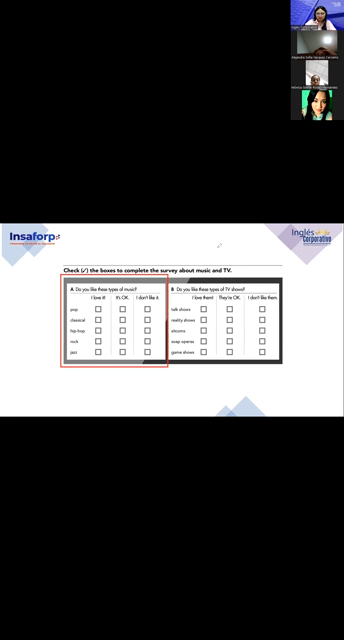 Insaforp
Inglés
Corporativo
Check (✓) the boxes to complete the survey about music and TV.
A Do you like these types of music?
I love it! It's OK. I don't like it.
pop
classical
hip-hop
rock
jazz
B Do you like these types of TV shows?
I love them! They're OK. I don't like them.
talk shows
reality shows
sitcoms
soap operas
game shows